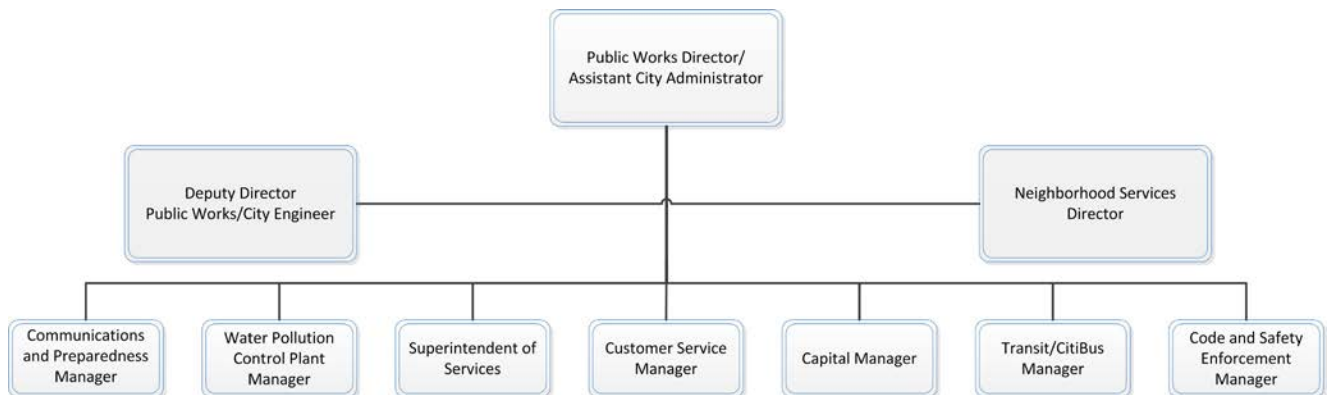 Public Works Director/
Assistant City Administrator
Deputy Director
Public Works/City Engineer
Neighborhood Services
Director
Communications
and Preparedness
Manager
Water Pollution
Control Plant
Manager
Superintendent of
Services
Customer Service
Manager
Capital Manager
Transit/CitiBus
Manager
Code and Safety
Enforcement
Manager